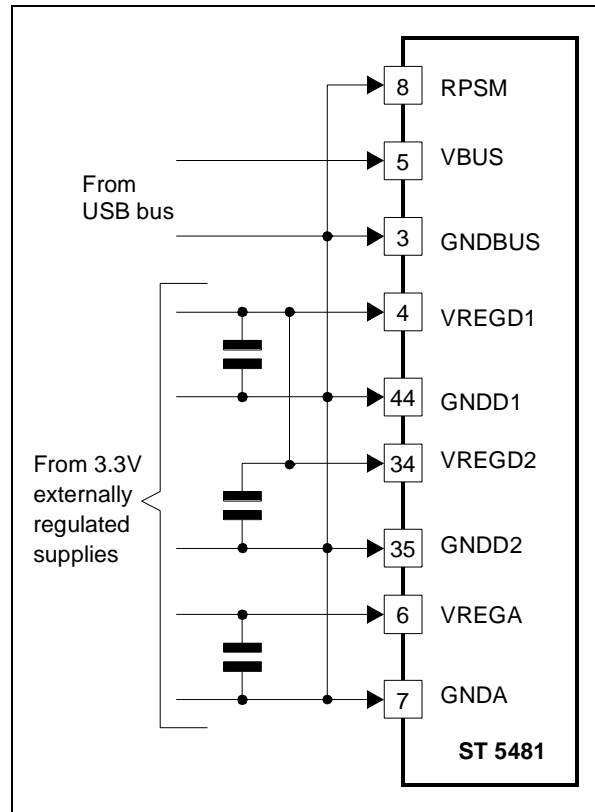 8 RPSM
5 VBUS
From
USB bus
3 GNDBUS
4 VREGD1
44 GNDD1
34 VREGD2
From 3.3V
externally
regulated
supplies
35 GNDD2
6 VREGA
7 GNDA
ST 5481